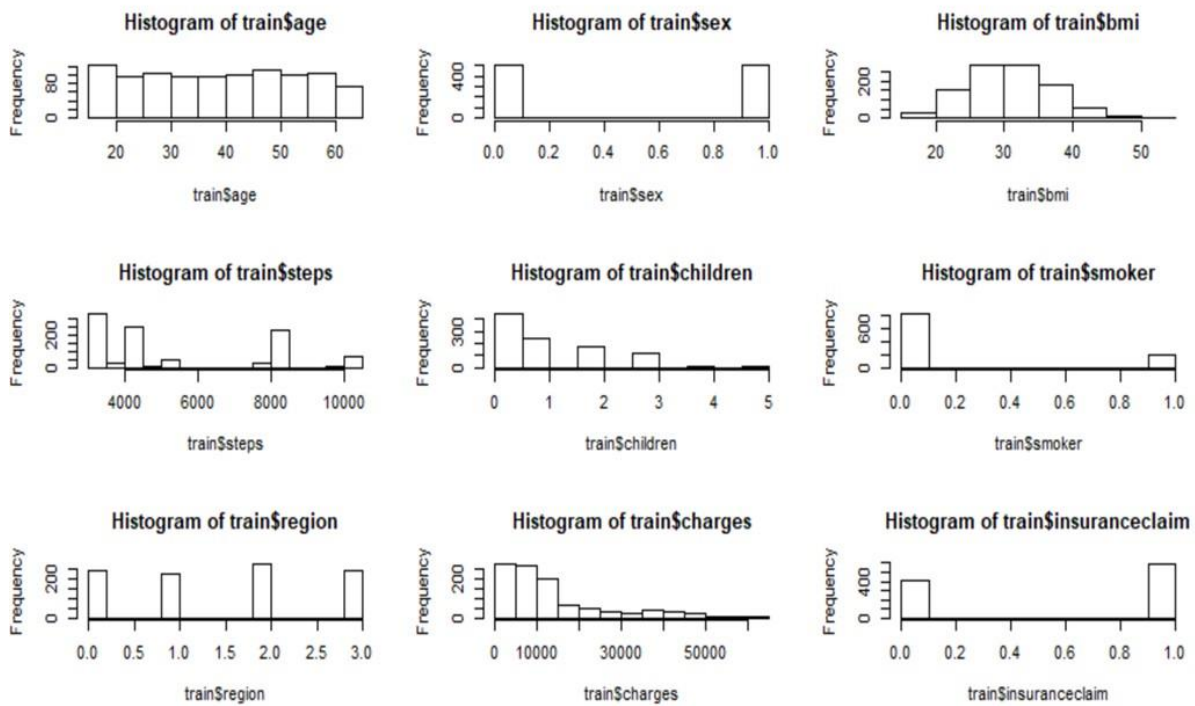 Histogram of train$age
Frequency
0 80
20 30 40 50 60
train$age
Histogram of train$sex
Frequency
0 400
0.0 0.2 0.4 0.6 0.8 1.0
train$sex
Histogram of train$bmi
Frequency
0 200
20 30 40 50
train$bmi
Histogram of train$steps
Frequency
0 200
4000 6000 8000 10000
train$steps
Histogram of train$children
Frequency
0 300
0 1 2 3 4 5
train$children
Histogram of train$smoker
Frequency
0 600
0.0 0.2 0.4 0.6 0.8 1.0
train$smoker
Histogram of train$region
Frequency
0 200
0.0 0.5 1.0 1.5 2.0 2.5 3.0
train$region
Histogram of train$charges
Frequency
0 200
0 10000 30000 50000
train$charges
Histogram of train$insuranceclaim
Frequency
0 400
0.0 0.2 0.4 0.6 0.8 1.0
train$insuranceclaim